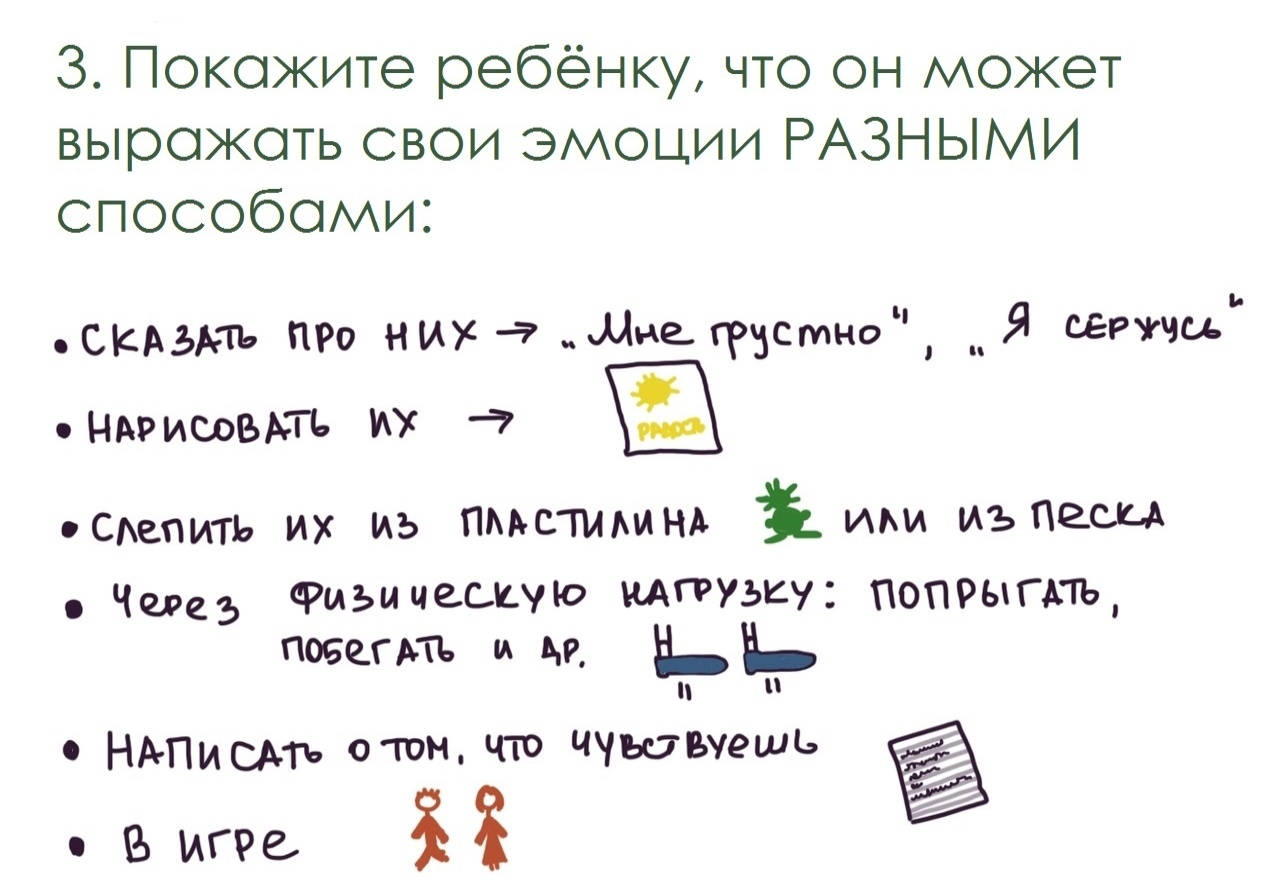 3. Покажите ребёнку, что он может
выражать свои эмоции РАЗНЫМИ
способами:
• СКАЗАТЬ ПРО НИХ → „Мне грустно“, „Я СЕРЖУСЬ“
• НАРИСОВАТЬ ИХ →
РАДОСТЬ
• СЛЕПИТЬ ИХ ИЗ ПЛАСТИЛИНА ИЛИ ИЗ ПЕСКА
• ЧЕРЕЗ ФИЗИЧЕСКУЮ НАГРУЗКУ: ПОПРЫГАТЬ,
ПОБЕГАТЬ И ДР.
• НАПИСАТЬ О ТОМ, ЧТО ЧУВСТВУЕШЬ
• В ИГРЕ